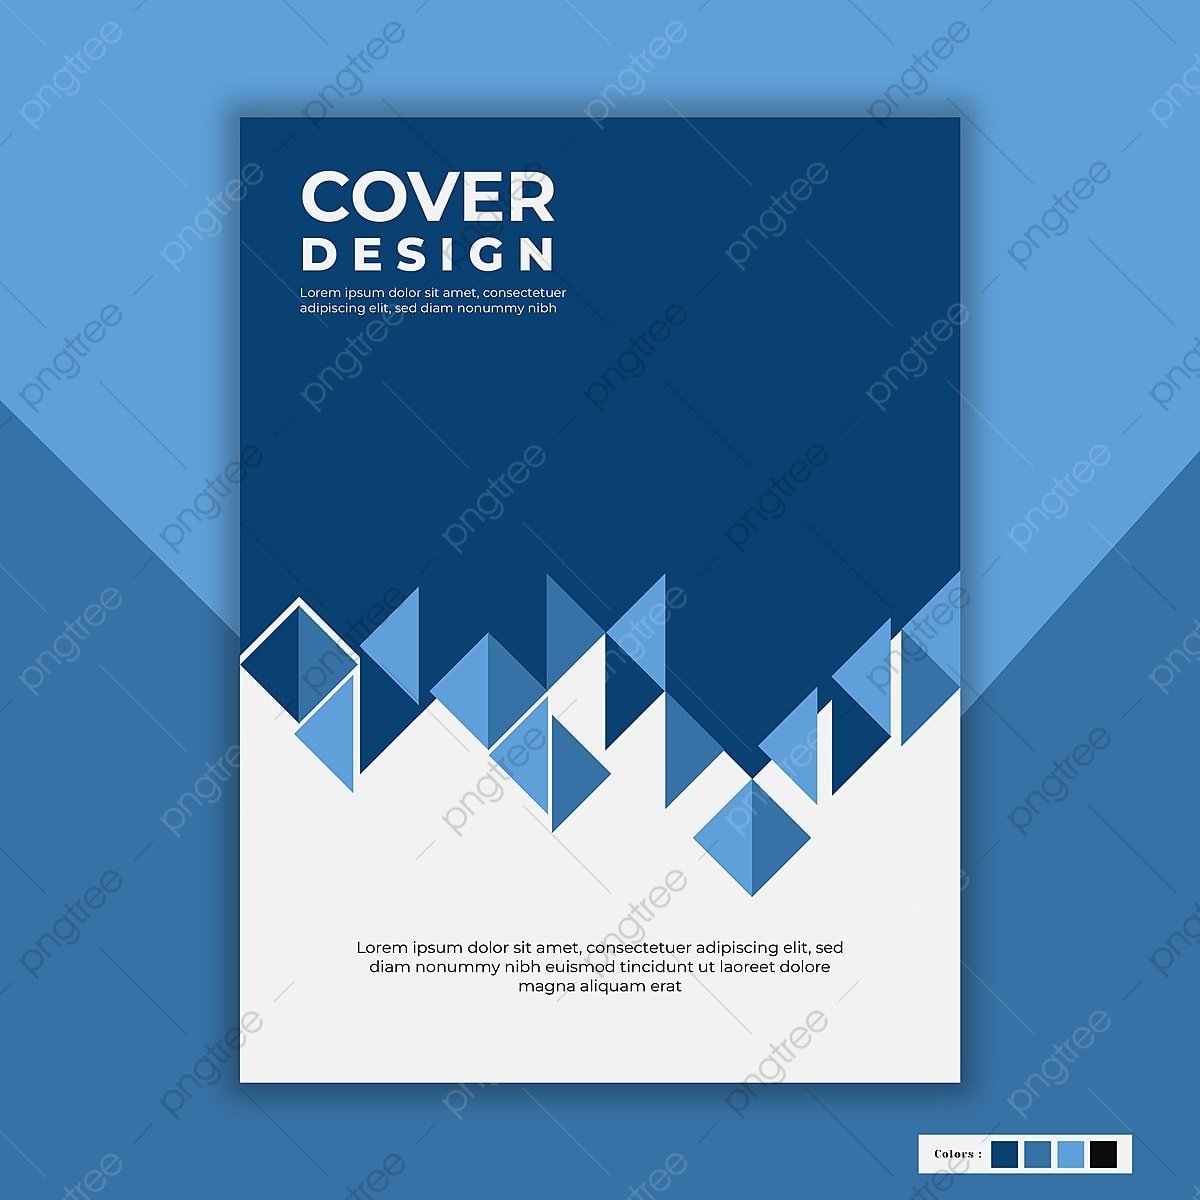 COVER
DESIGN
Lorem ipsum dolor sit amet, consectetuer
adipiscing elit, sed diam nonummy nibh
Lorem ipsum dolor sit amet, consectetuer adipiscing elit, sed
diam nonummy nibh euismod tincidunt ut laoreet dolore
magna aliquam erat
Colors :
pngtree